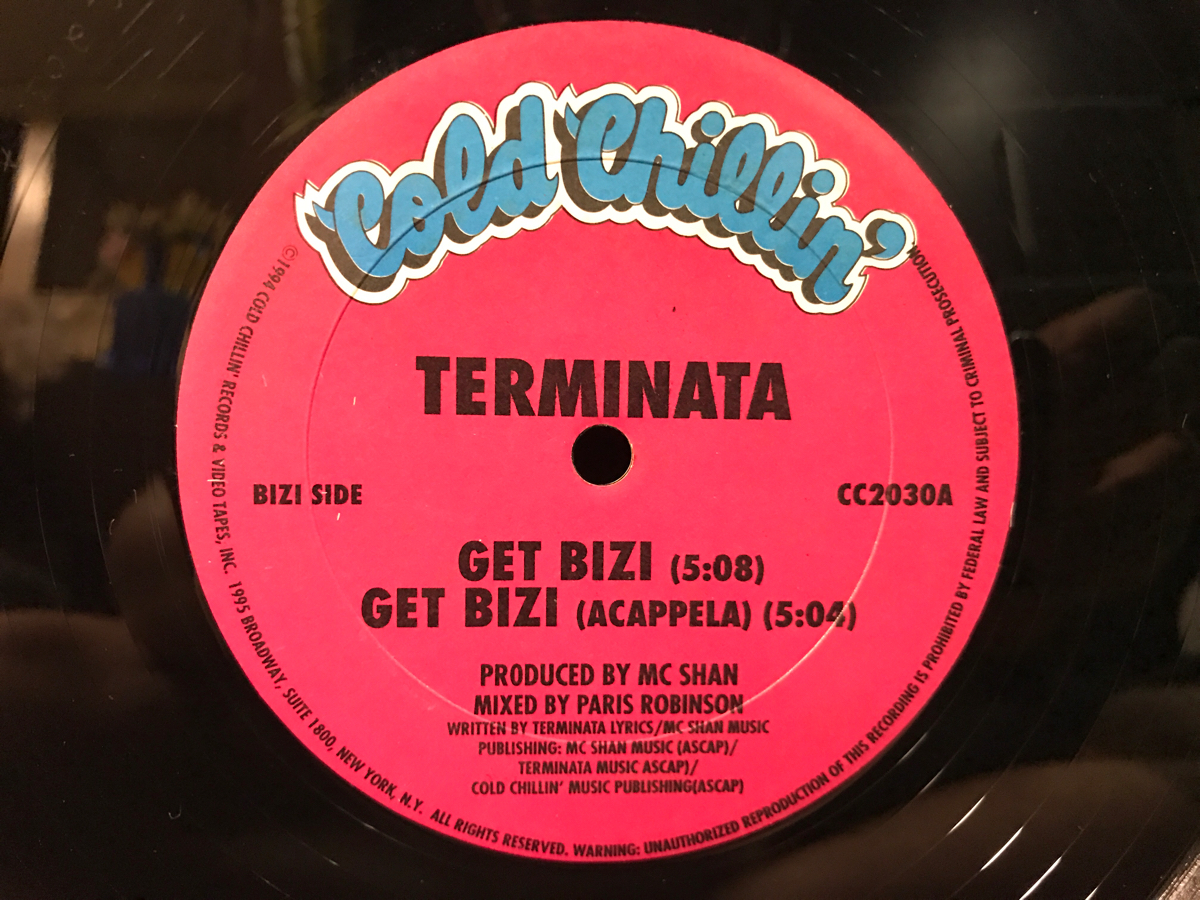 Cold Chillin'
TERMINATA
BIZI SIDE
CC2030A
GET BIZI (5:08)
GET BIZI (ACAPPELA) (5:04)
PRODUCED BY MC SHAN
MIXED BY PARIS ROBINSON
WRITTEN BY TERMINATA LYRICS/MC SHAN MUSIC
PUBLISHING: MC SHAN MUSIC (ASCAP)/
TERMINATA MUSIC ASCAP)/
COLD CHILLIN' MUSIC PUBLISHING(ASCAP)
©1994 COLD CHILLIN' RECORDS & VIDEO TAPES, INC. 1995 BROADWAY, SUITE 1800, NEW YORK, N.Y. ALL RIGHTS RESERVED. WARNING: UNAUTHORIZED REPRODUCTION OF THIS RECORDING IS PROHIBITED BY FEDERAL LAW AND SUBJECT TO CRIMINAL PROSECUTION.